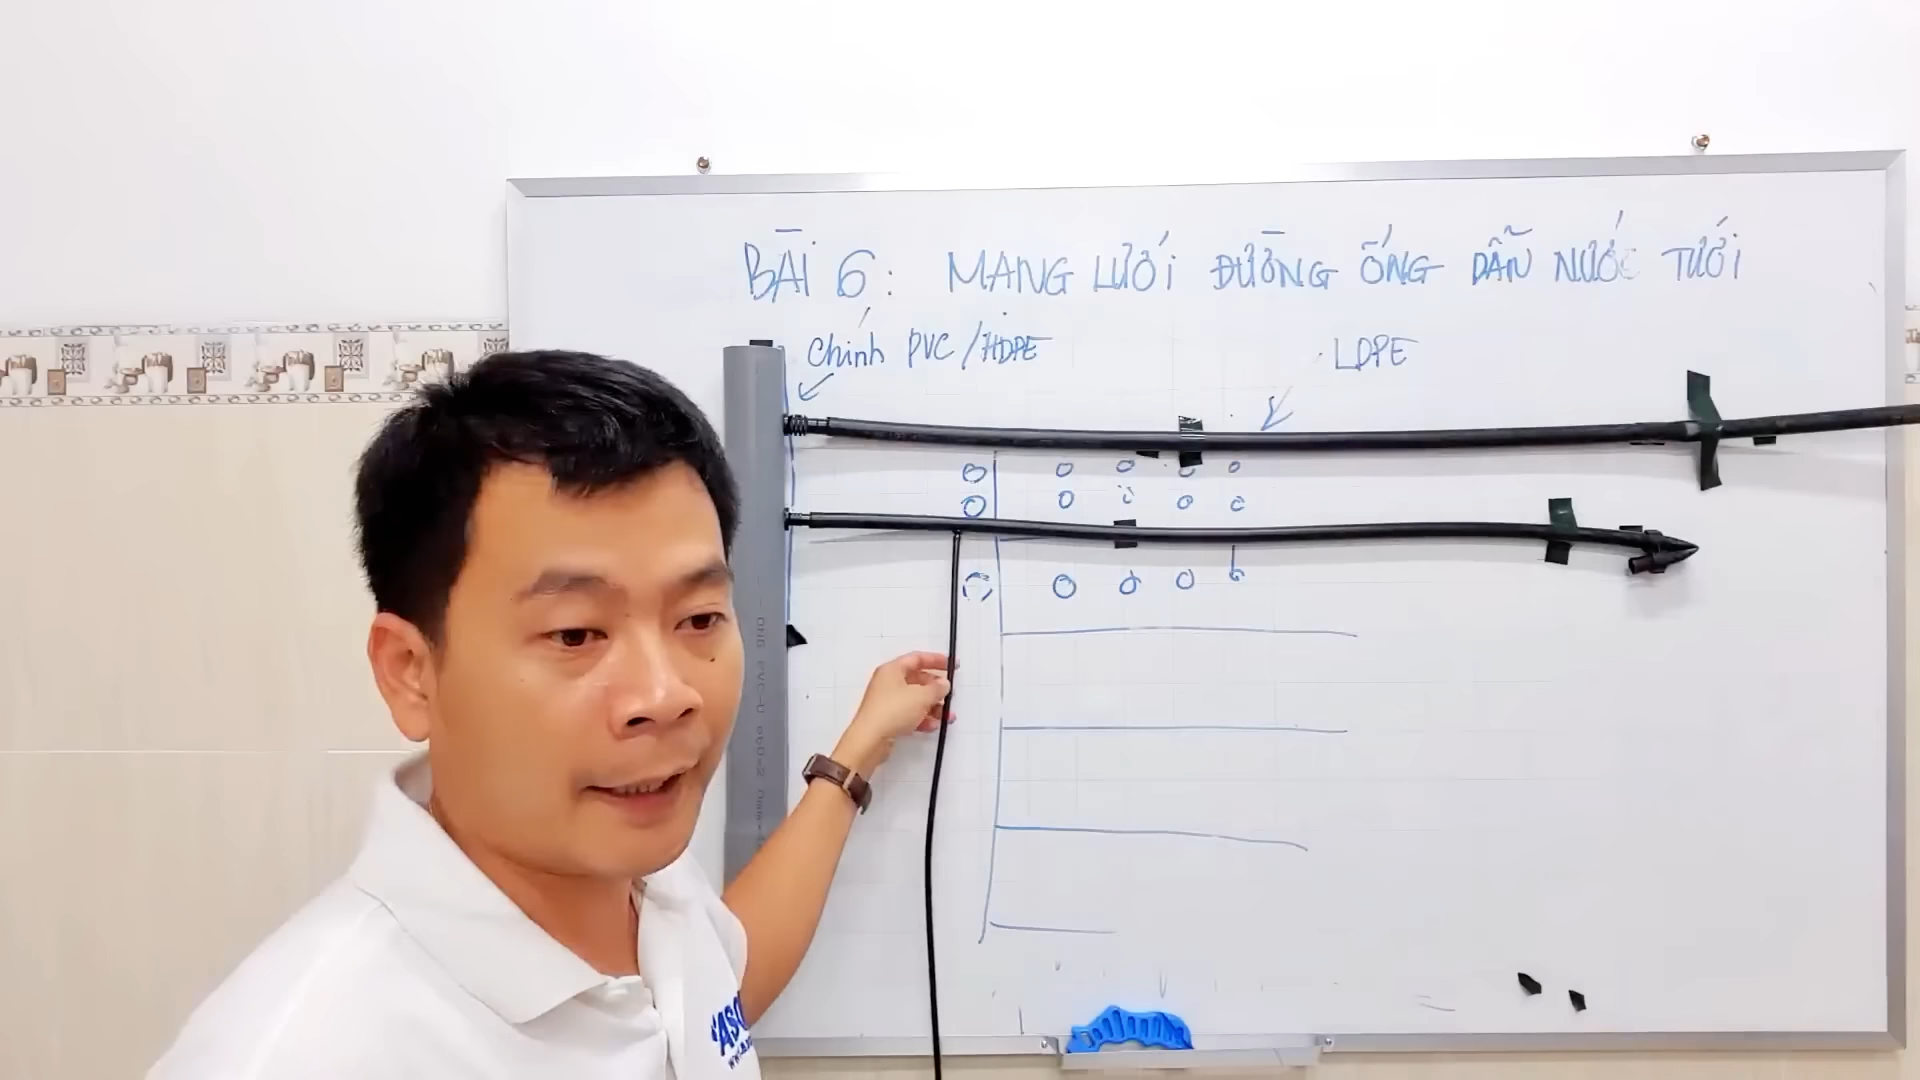 BÀI 6: MẠNG LƯỚI ĐƯỜNG ỐNG DẪN NƯỚC TƯỚI
Chính PVC/HDPE
LDPE